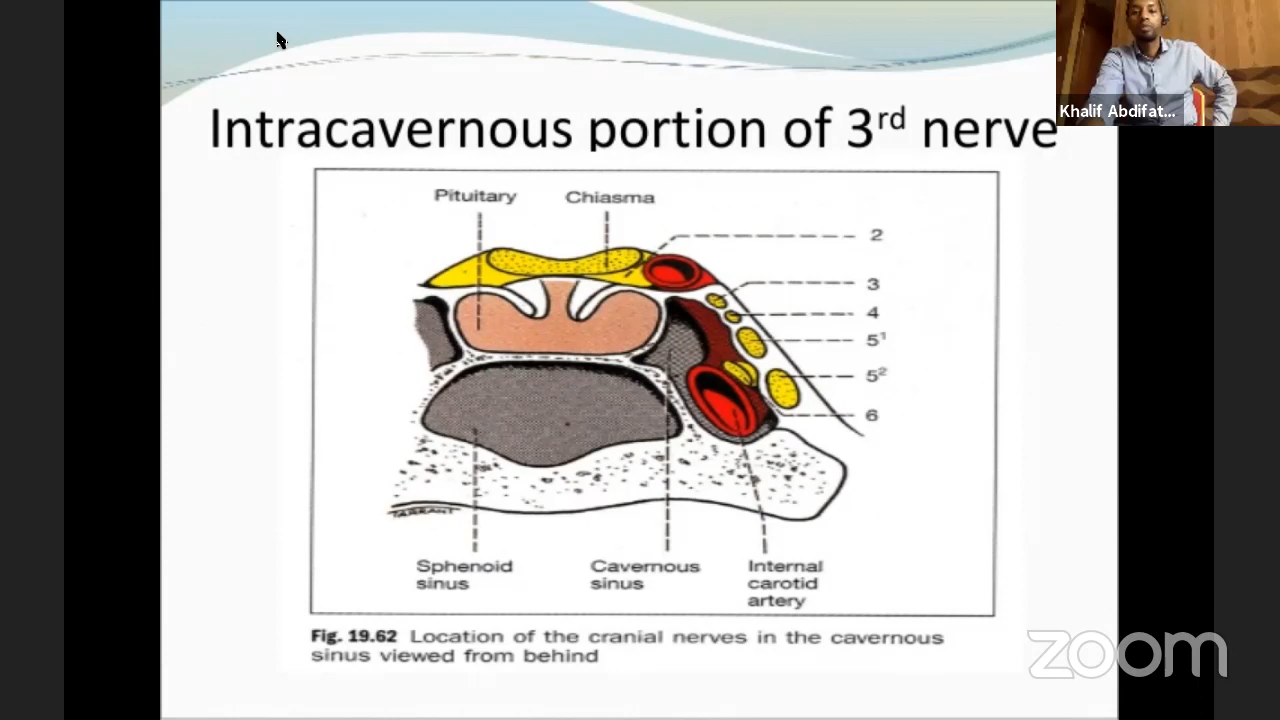 Khalif Abdifat...
Intracavernous portion of 3rd nerve
Pituitary
Chiasma
2
3
4
5¹
5²
6
TARRANT
Sphenoid
sinus
Cavernous
sinus
Internal
carotid
artery
Fig. 19.62 Location of the cranial nerves in the cavernous
sinus viewed from behind
zoom